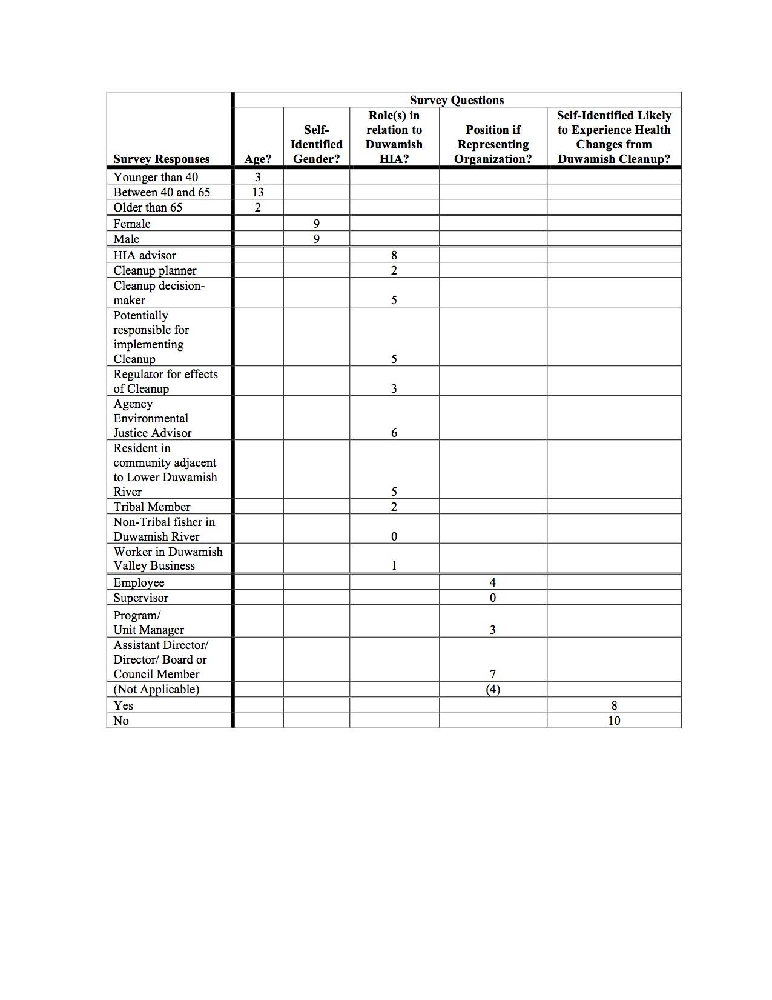 Survey Questions
Survey Responses
Age?
Self-
Identified
Gender?
Role(s) in
relation to
Duwamish
HIA?
Position if
Representing
Organization?
Self-Identified Likely
to Experience Health
Changes from
Duwamish Cleanup?
Younger than 40 3
Between 40 and 65 13
Older than 65 2
Female 9
Male 9
HIA advisor 8
Cleanup planner 2
Cleanup decision-
maker 5
Potentially
responsible for
implementing
Cleanup 5
Regulator for effects
of Cleanup 3
Agency
Environmental
Justice Advisor 6
Resident in
community adjacent
to Lower Duwamish
River 5
Tribal Member 2
Non-Tribal fisher in
Duwamish River 0
Worker in Duwamish
Valley Business 1
Employee 4
Supervisor 0
Program/
Unit Manager 3
Assistant Director/
Director/ Board or
Council Member 7
(Not Applicable) (4)
Yes 8
No 10